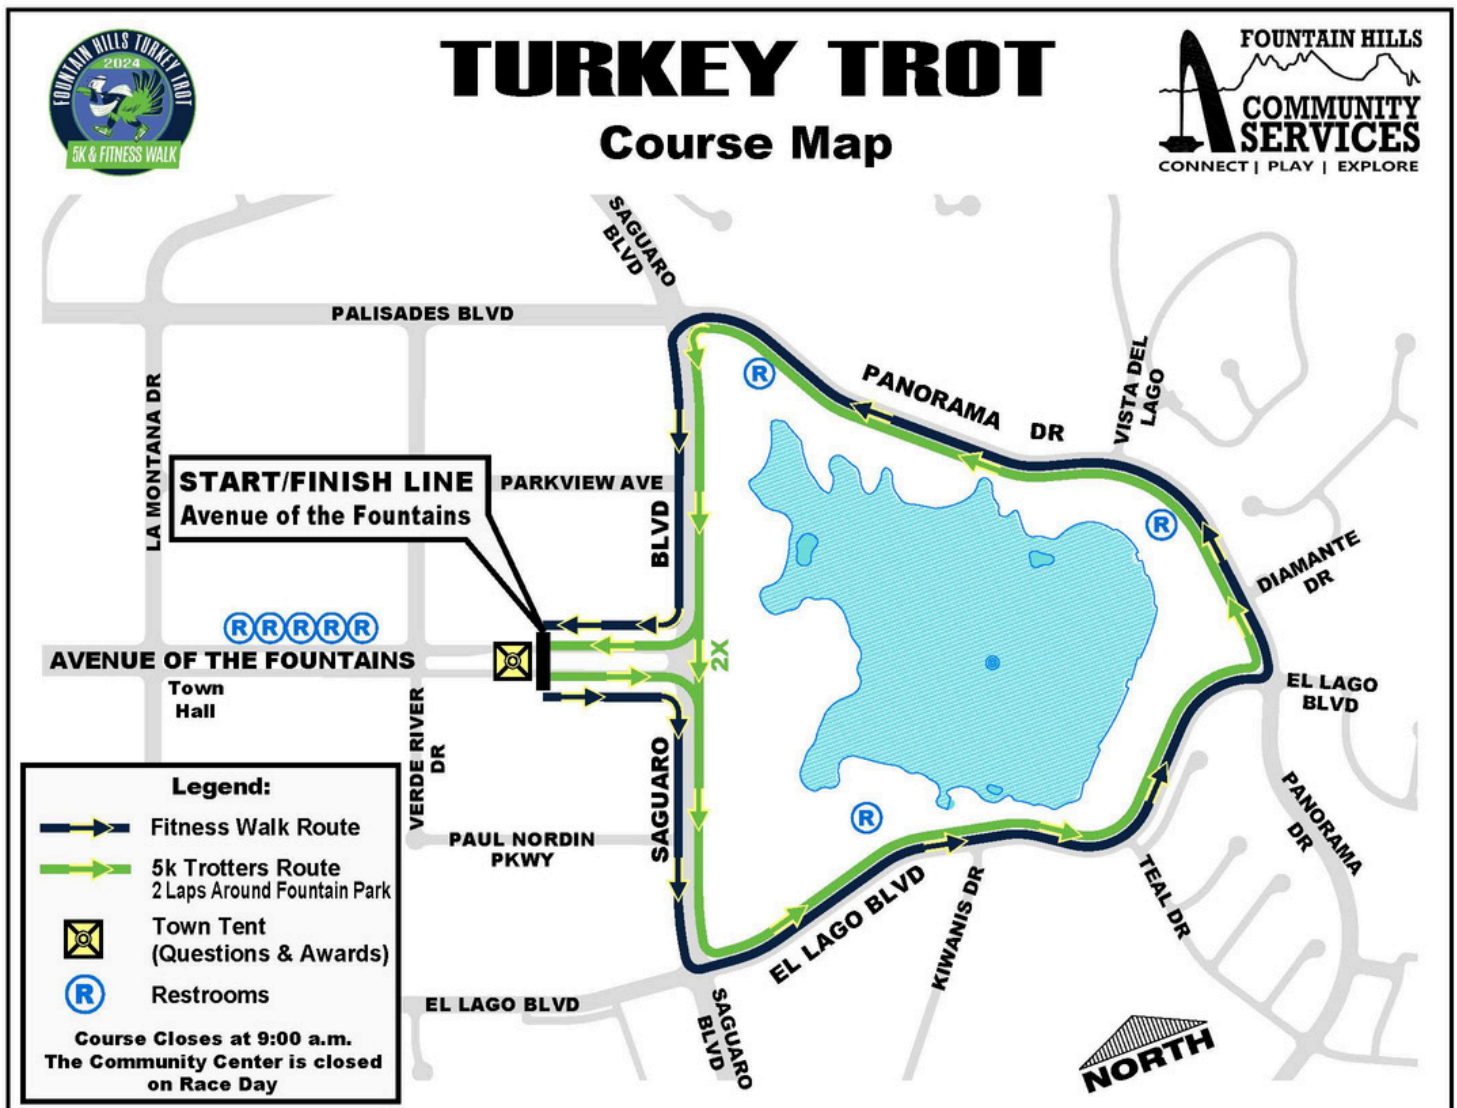 FOUNTAIN HILLS TURKEY TROT
2024
5K & FITNESS WALK
TURKEY TROT
Course Map
FOUNTAIN HILLS
COMMUNITY
SERVICES
CONNECT | PLAY | EXPLORE
SAGUARO
BLVD
PALISADES BLVD
LA MONTANA DR
PANORAMA DR
VISTA DEL
LAGO
R
START/FINISH LINE
Avenue of the Fountains
PARKVIEW AVE
BLVD
R
DIAMANTE
DR
R R R R R
AVENUE OF THE FOUNTAINS
Town
Hall
2X
EL LAGO
BLVD
VERDE RIVER
DR
SAGUARO
PAUL NORDIN
PKWY
R
PANORAMA
DR
EL LAGO BLVD
KIWANIS DR
TEAL DR
EL LAGO BLVD
SAGUARO
BLVD
NORTH
Legend:
Fitness Walk Route
5k Trotters Route
2 Laps Around Fountain Park
Town Tent
(Questions & Awards)
R
Restrooms
Course Closes at 9:00 a.m.
The Community Center is closed
on Race Day